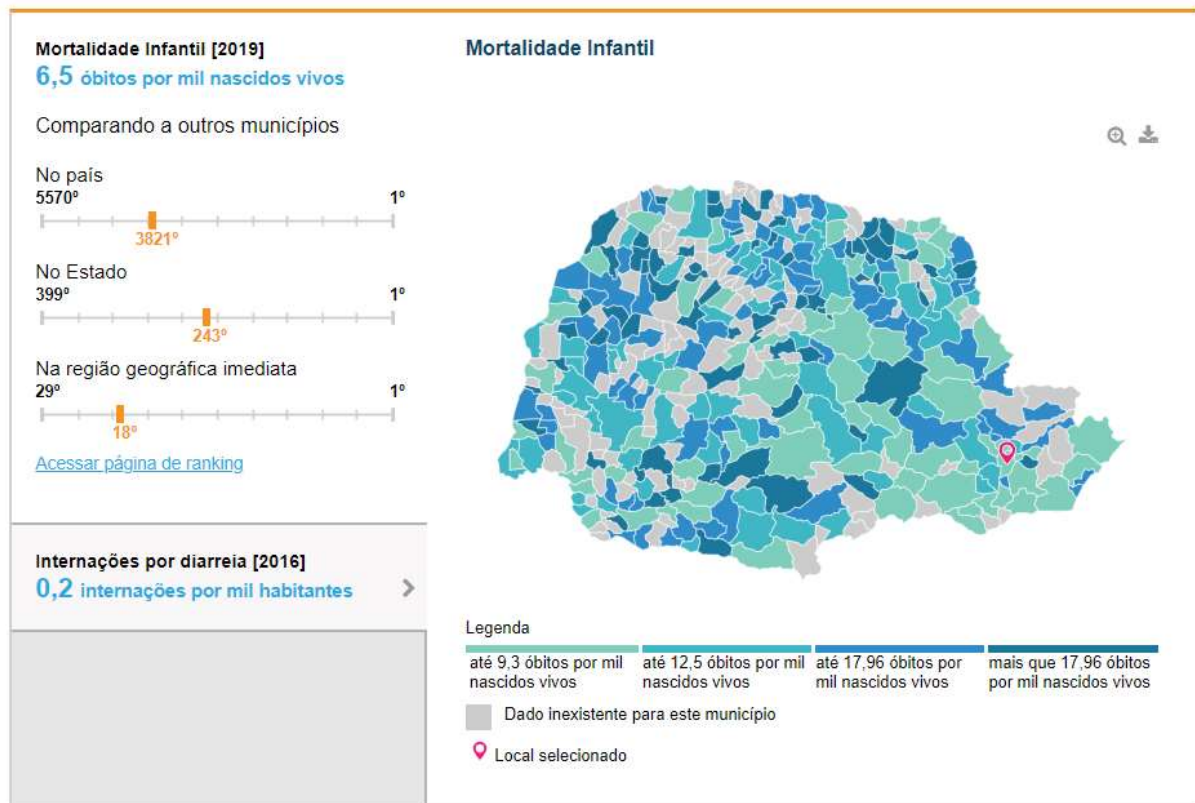 Mortalidade Infantil [2019]
6,5 óbitos por mil nascidos vivos
Comparando a outros municípios
No país
5570º 1º
3821º
No Estado
399º 1º
243º
Na região geográfica imediata
29º 1º
18º
Acessar página de ranking
Internações por diarreia [2016]
0,2 internações por mil habitantes
Mortalidade Infantil
Legenda
até 9,3 óbitos por mil
nascidos vivos
até 12,5 óbitos por mil
nascidos vivos
até 17,96 óbitos por
mil nascidos vivos
mais que 17,96 óbitos
por mil nascidos vivos
Dado inexistente para este município
Local selecionado